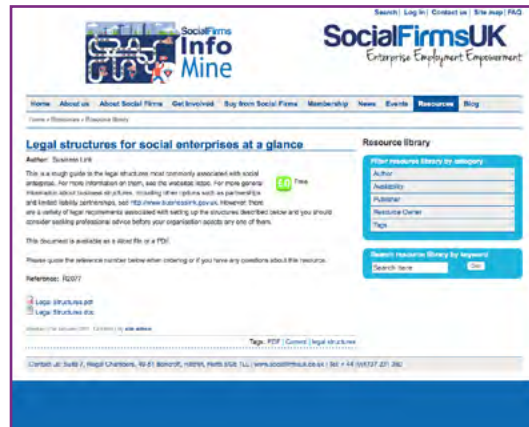 Search | Log in | Contact us | Site map | FAQ
SocialFirms
Info
Mine
SocialFirmsUK
Enterprise Employment Empowerment
Home About us About Social Firms Get Involved Buy from Social Firms Membership News Events Resources Blog
Home » Resources » Resource library
Legal structures for social enterprises at a glance
Author: Business Link
This is a rough guide to the legal structures most commonly associated with social
enterprise. For more information on them, see the websites listed. For more general
information about business structures, including other options such as partnerships
and limited liability partnerships, see http://www.businesslink.gov.uk. However, there
are a variety of legal requirements associated with setting up the structures described below and you should
consider seeking professional advice before your organisation adopts any one of them.
Free
This document is available as a Word file or a PDF.
Please quote the reference number below when ordering or if you have any questions about this resource.
Reference: R2077
Legal Structures.pdf
Legal Structures.doc
Tags: PDF | General | legal structures
Resource library
Filter resource library by category
Author
Availability
Publisher
Resource Owner
Tags
Search resource library by keyword
Search here
Go